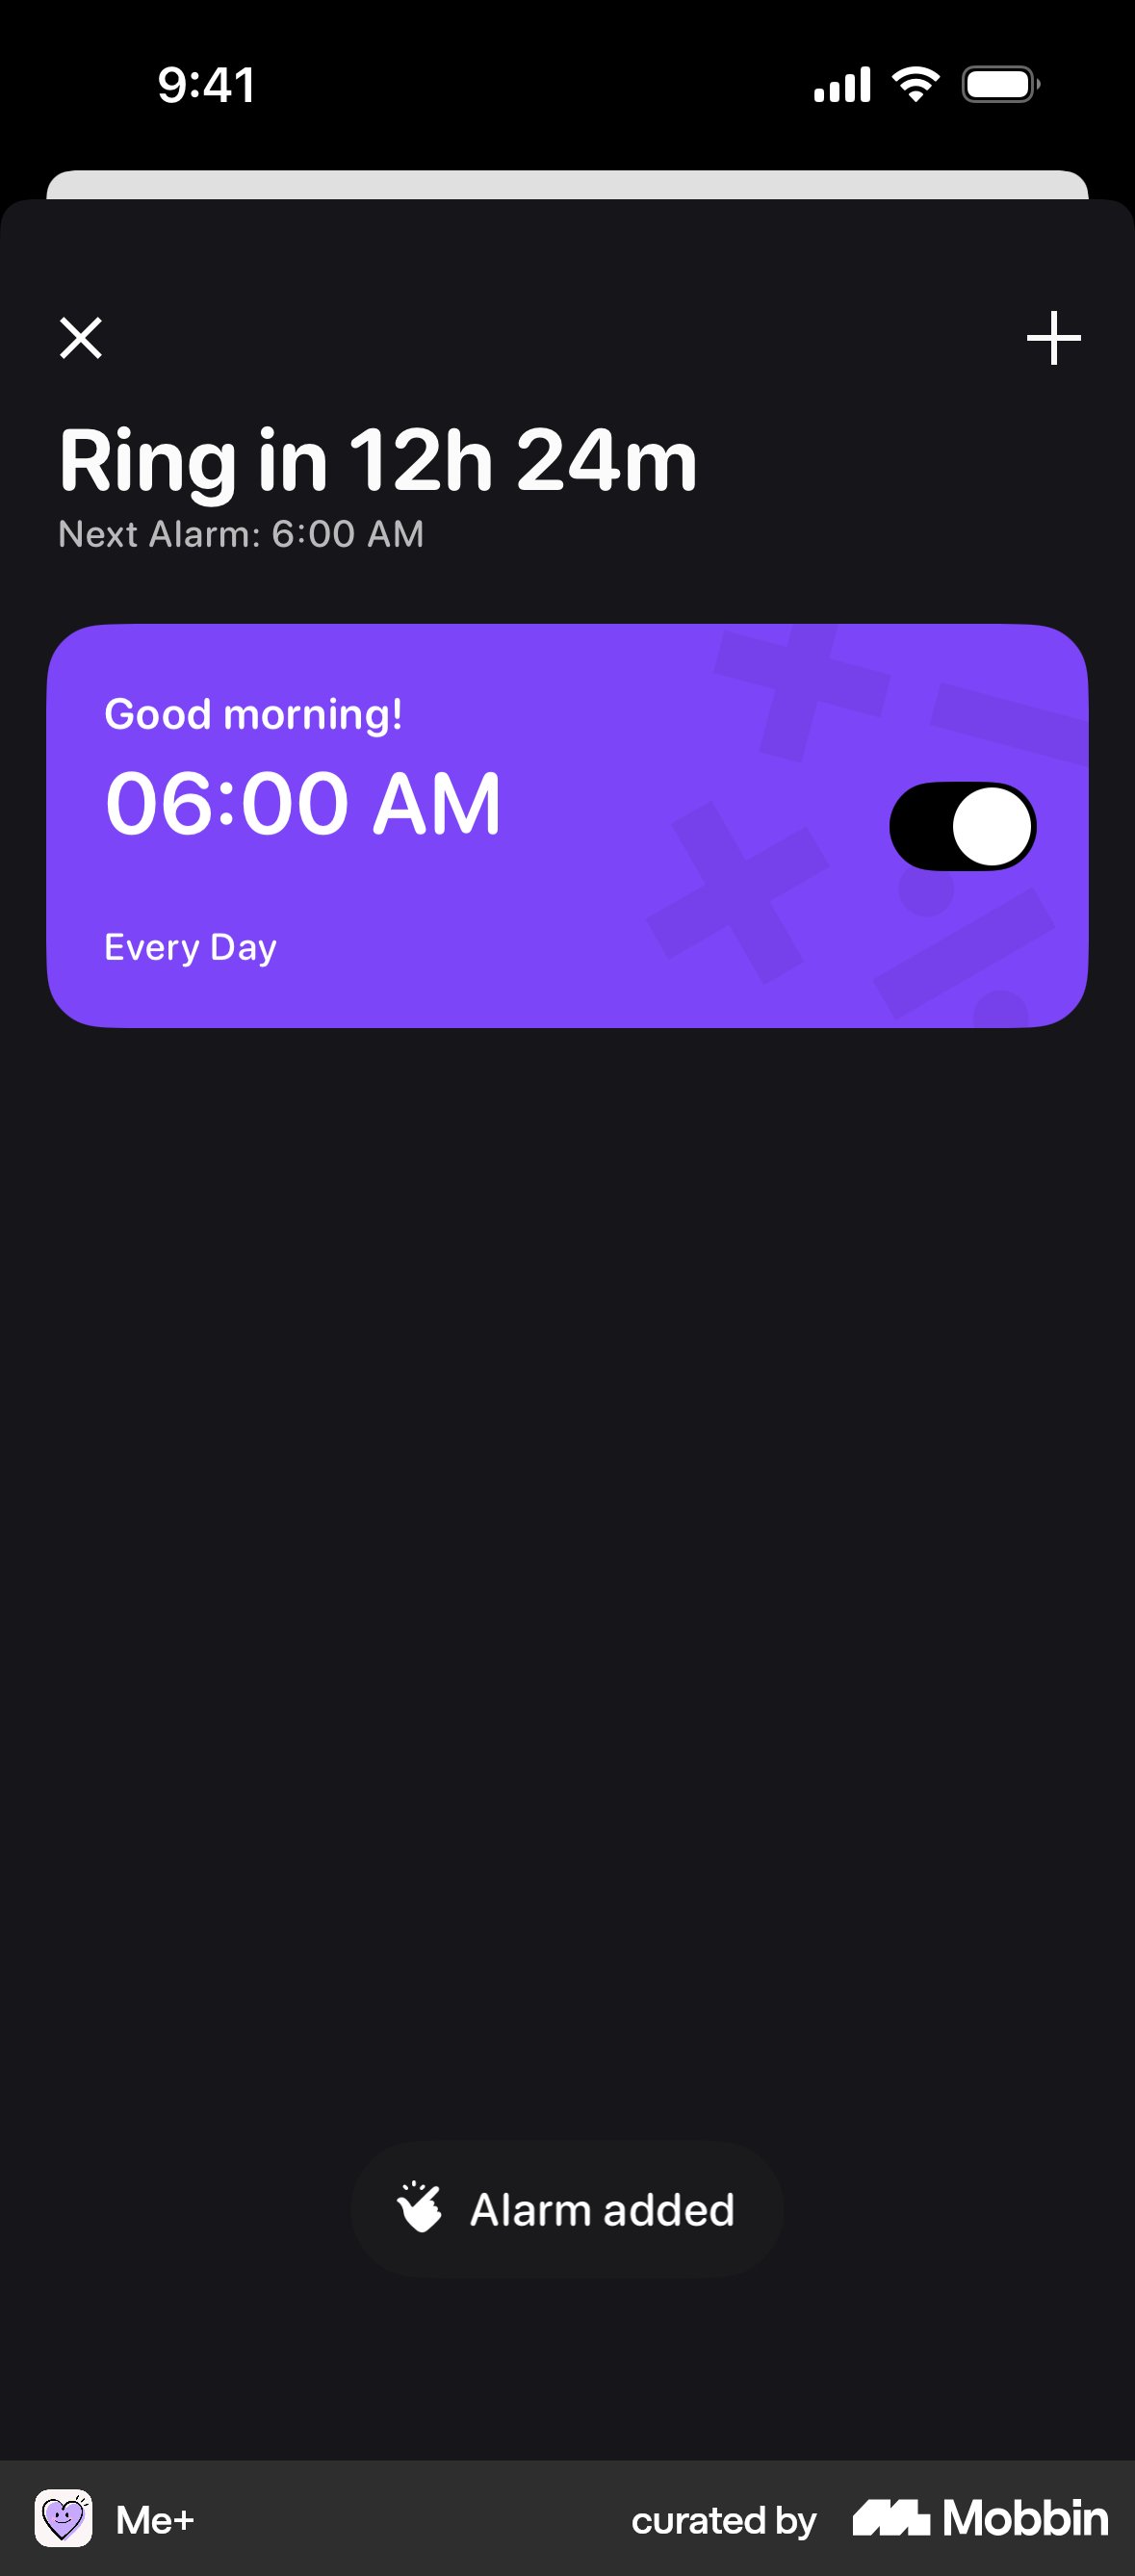 9:41
Ring in 12h 24m
Next Alarm: 6:00 AM
Good morning!
06:00 AM
Every Day
Alarm added
Me+
curated by Mobbin